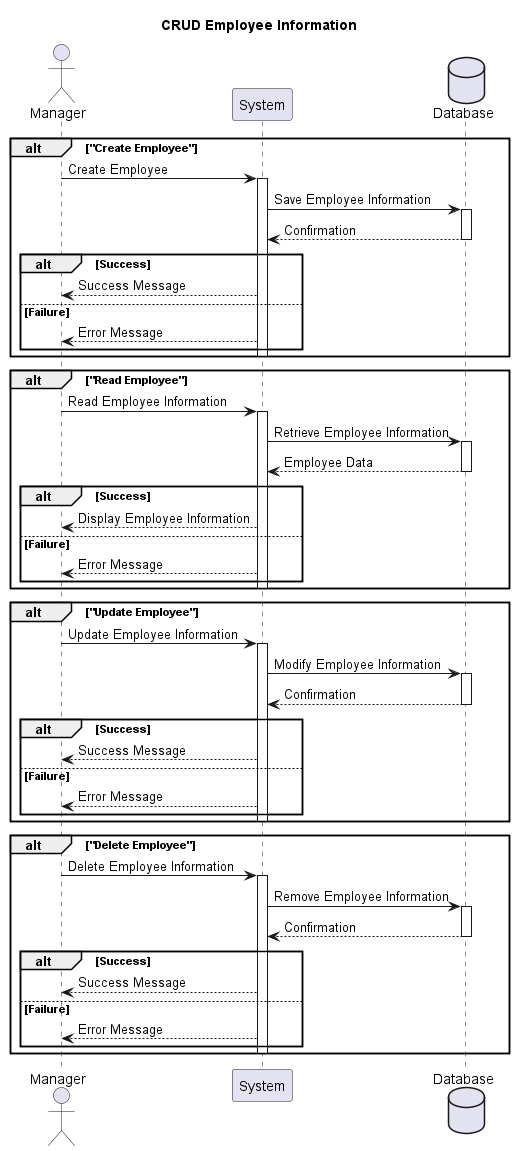 CRUD Employee Information
Manager
System
Database
alt ["Create Employee"]
Create Employee
Save Employee Information
Confirmation
alt [Success]
Success Message
[Failure]
Error Message
alt ["Read Employee"]
Read Employee Information
Retrieve Employee Information
Employee Data
alt [Success]
Display Employee Information
[Failure]
Error Message
alt ["Update Employee"]
Update Employee Information
Modify Employee Information
Confirmation
alt [Success]
Success Message
[Failure]
Error Message
alt ["Delete Employee"]
Delete Employee Information
Remove Employee Information
Confirmation
alt [Success]
Success Message
[Failure]
Error Message
Manager
System
Database